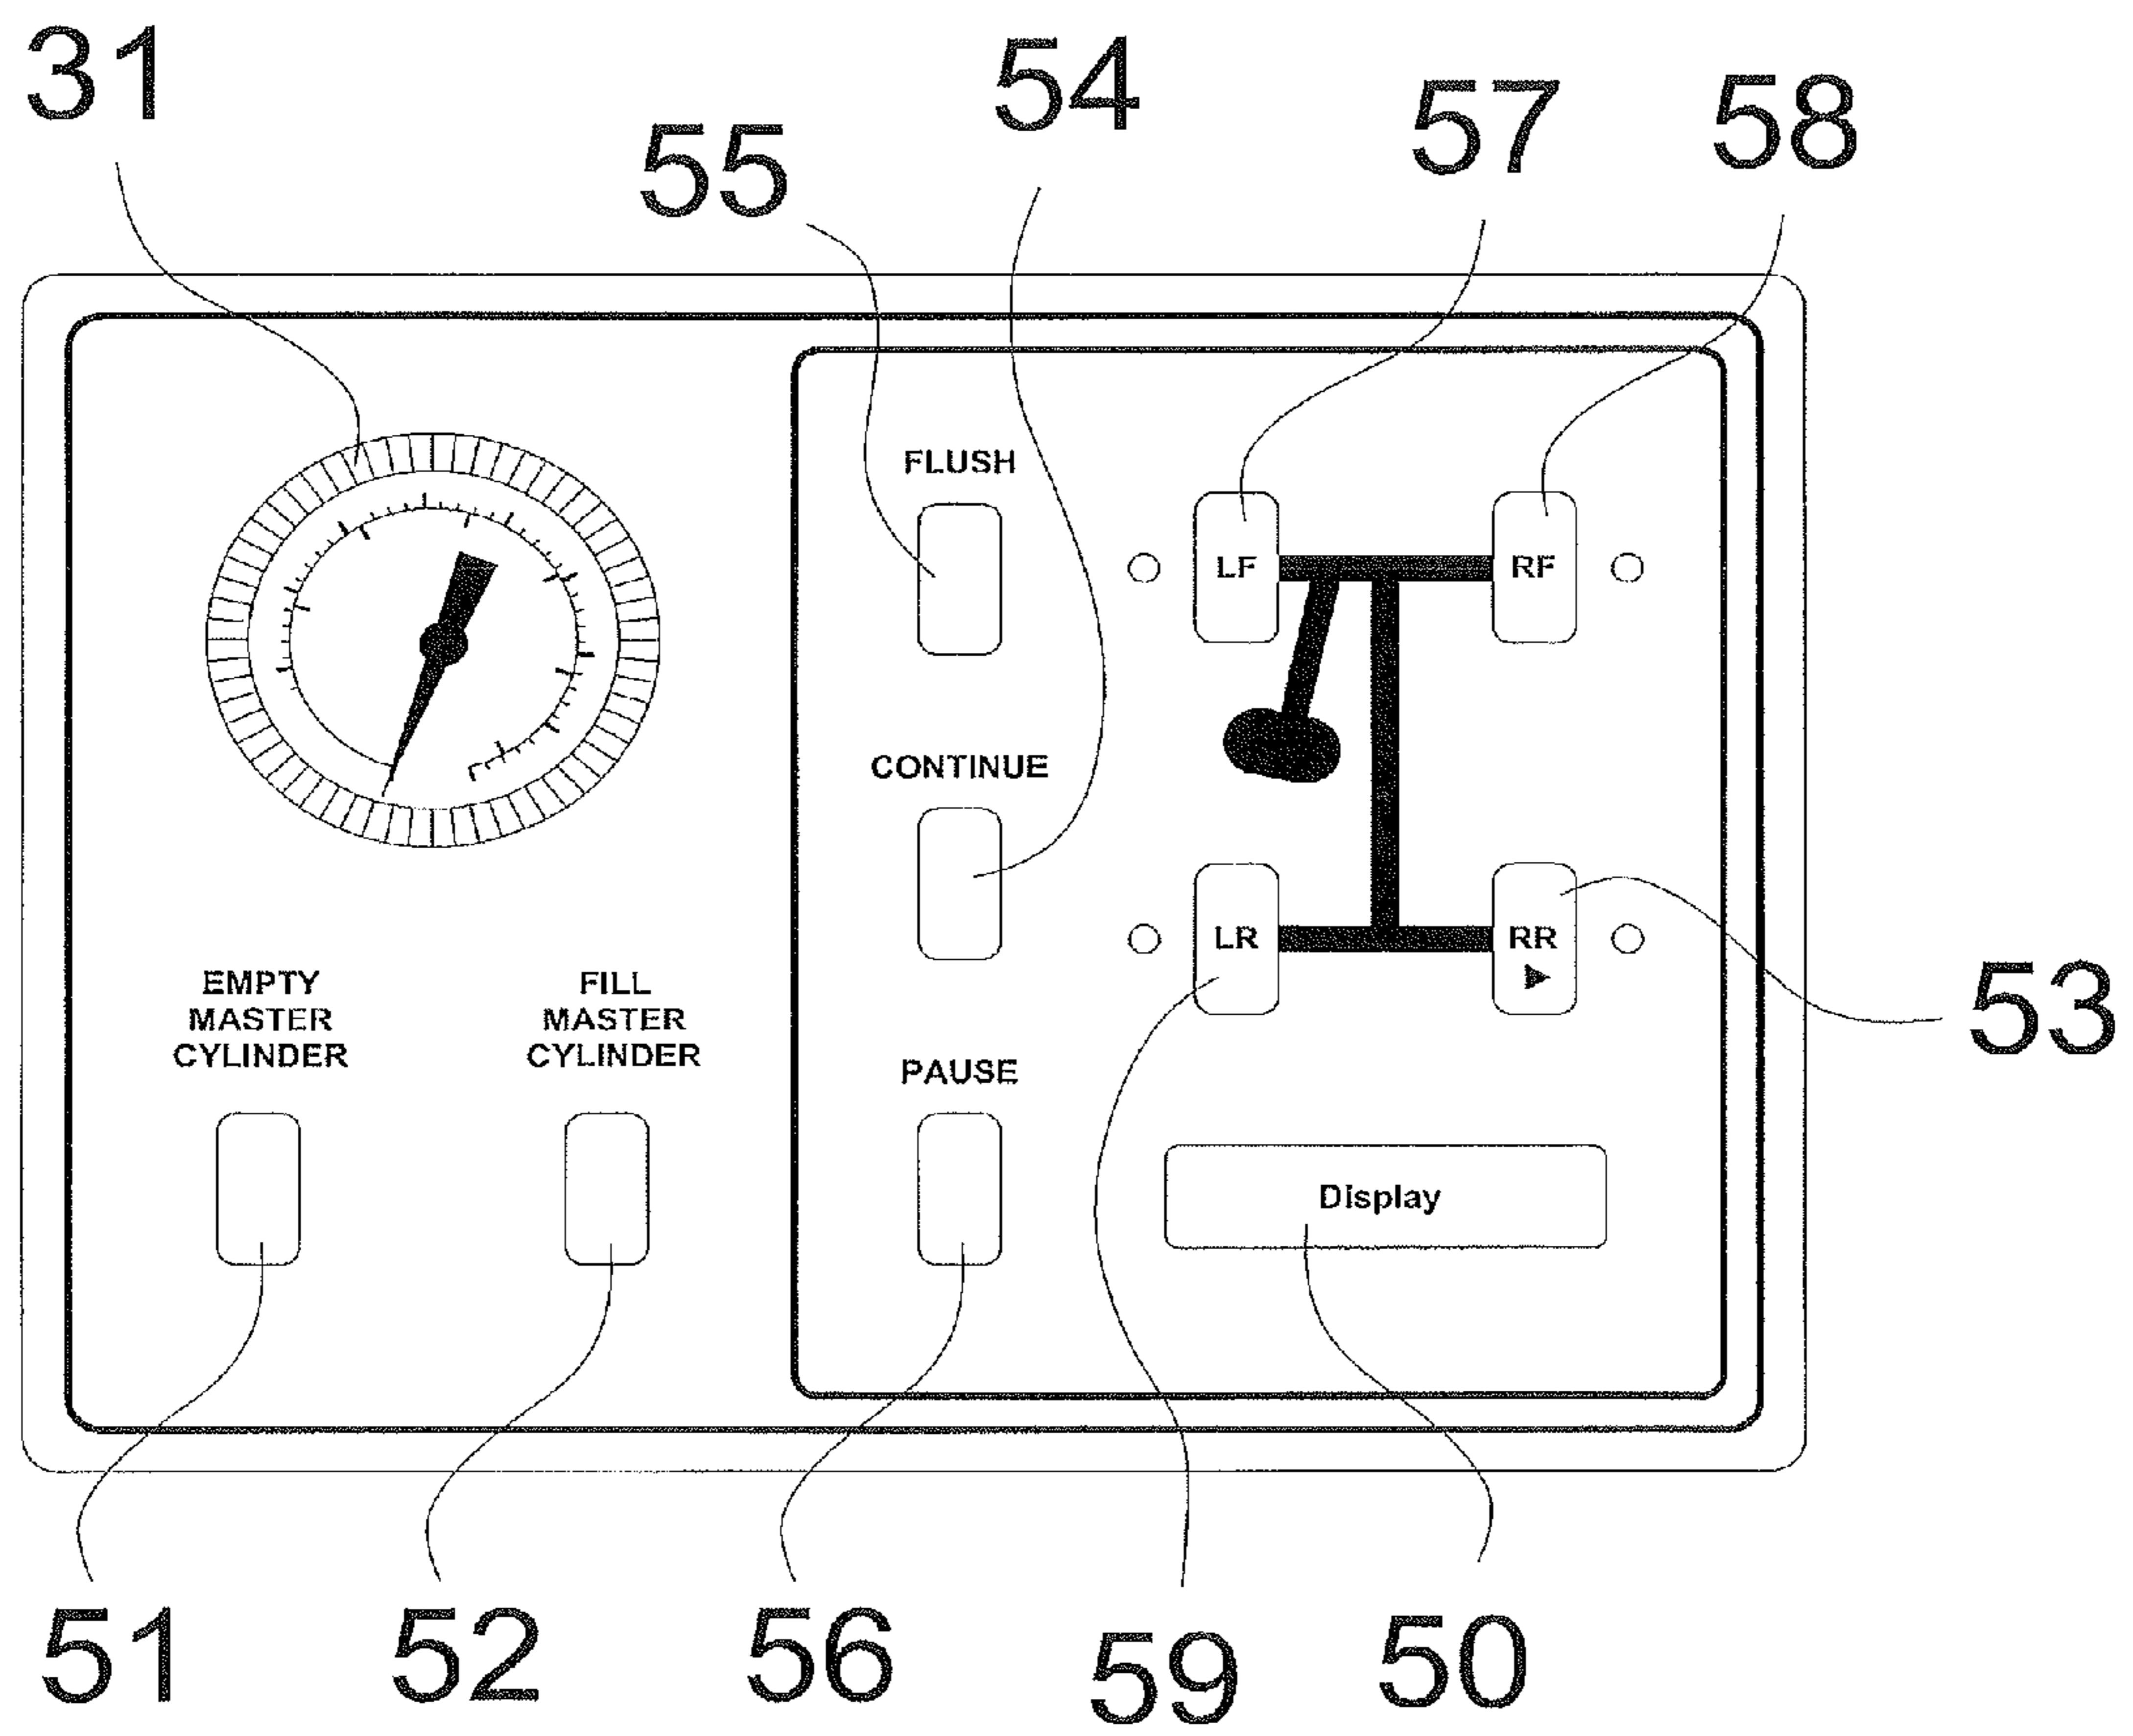 31
54
55
57
58
FLUSH
LF
RF
CONTINUE
LR
RR
53
EMPTY
MASTER
CYLINDER
FILL
MASTER
CYLINDER
PAUSE
Display
51
52
56
59
50